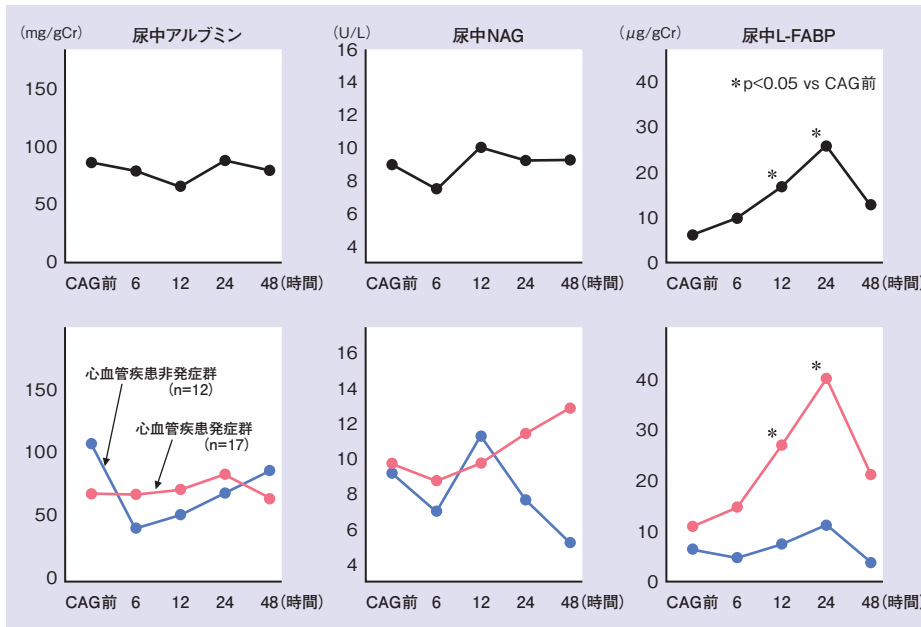 (mg/gCr)
尿中アルブミン
150
100
50
0
CAG前 6 12 24 48(時間)
(U/L)
尿中NAG
16
14
12
10
8
6
4
CAG前 6 12 24 48(時間)
(μg/gCr)
尿中L-FABP
*p<0.05 vs CAG前
40
30
20
10
0
*
*
CAG前 6 12 24 48(時間)
150
100
50
0
心血管疾患非発症群
(n=12)
心血管疾患発症群
(n=17)
CAG前 6 12 24 48(時間)
16
14
12
10
8
6
4
CAG前 6 12 24 48(時間)
40
30
20
10
0
*
*
CAG前 6 12 24 48(時間)